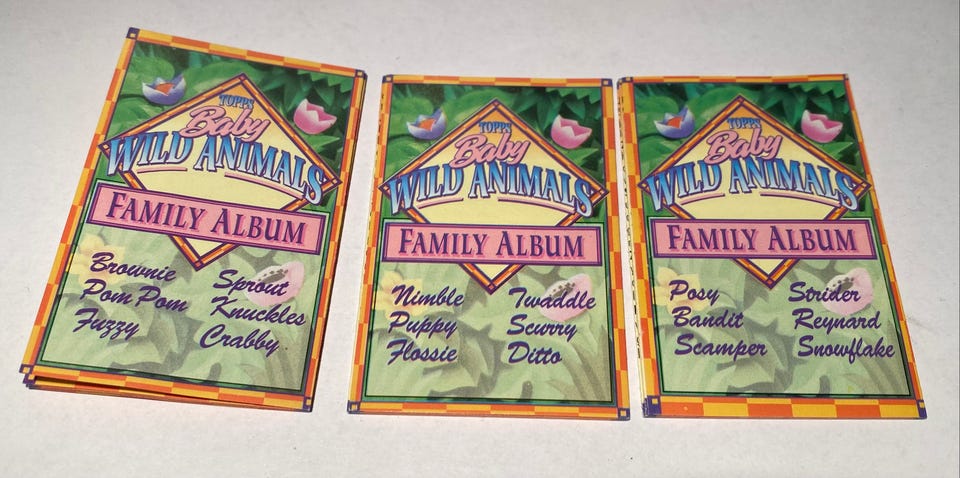 TOPPS
Baby
WILD ANIMALS
FAMILY ALBUM
Brownie
Pom Pom
Fuzzy
Sprout
Knuckles
Crabby
TOPPS
Baby
WILD ANIMALS
FAMILY ALBUM
Nimble
Puppy
Flossie
Twaddle
Scurry
Ditto
TOPPS
Baby
WILD ANIMALS
FAMILY ALBUM
Posy
Bandit
Scamper
Strider
Reynard
Snowflake